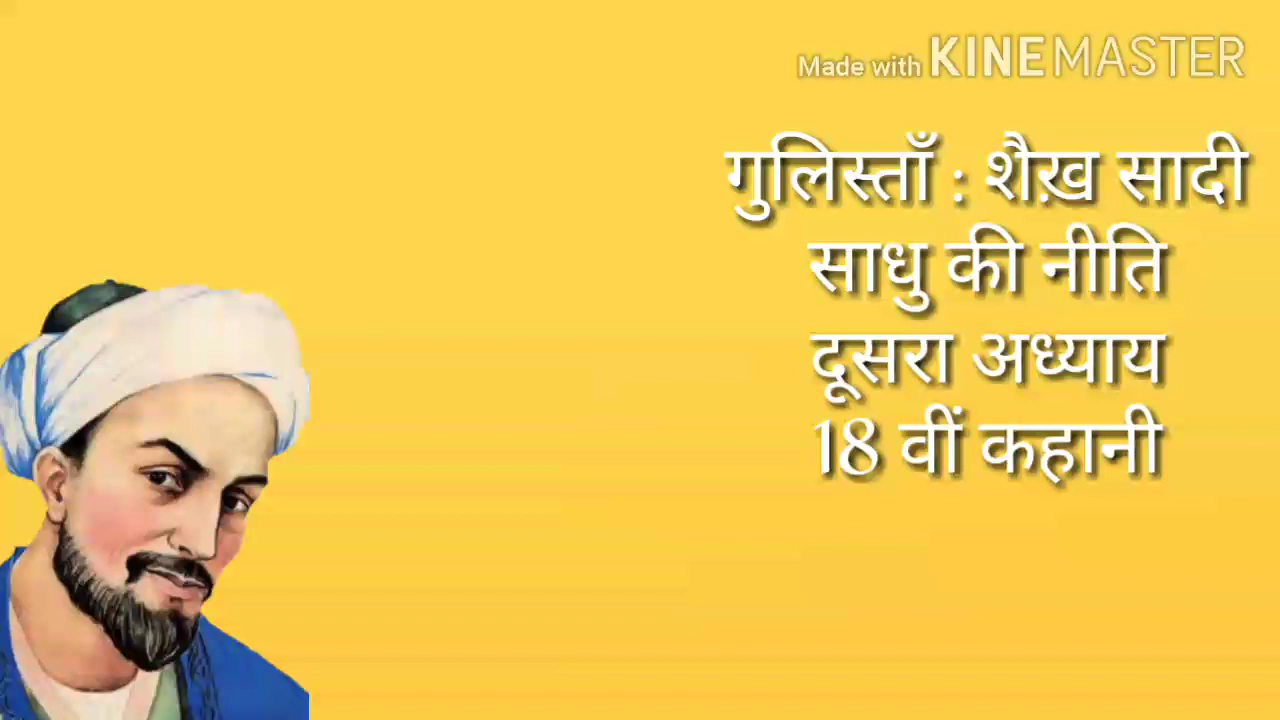 Made with KINEMASTER
गुलिस्ताँ : शैख़ सादी
साधु की नीति
दूसरा अध्याय
18 वीं कहानी